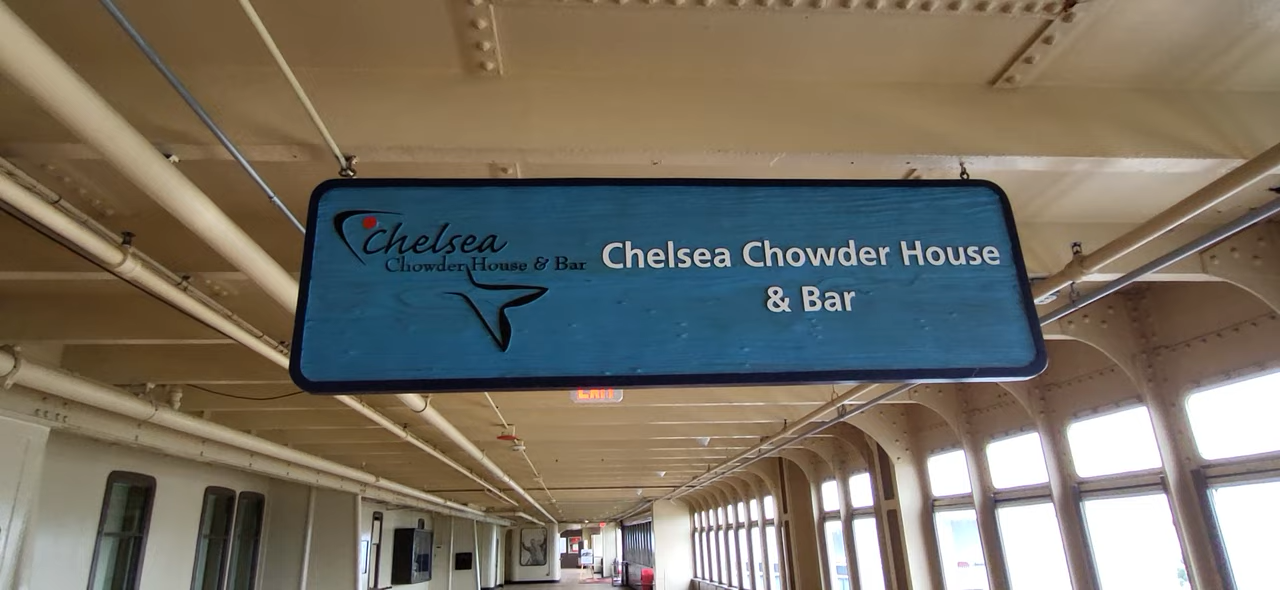 Chelsea
Chowder House & Bar
Chelsea Chowder House
& Bar
EXIT